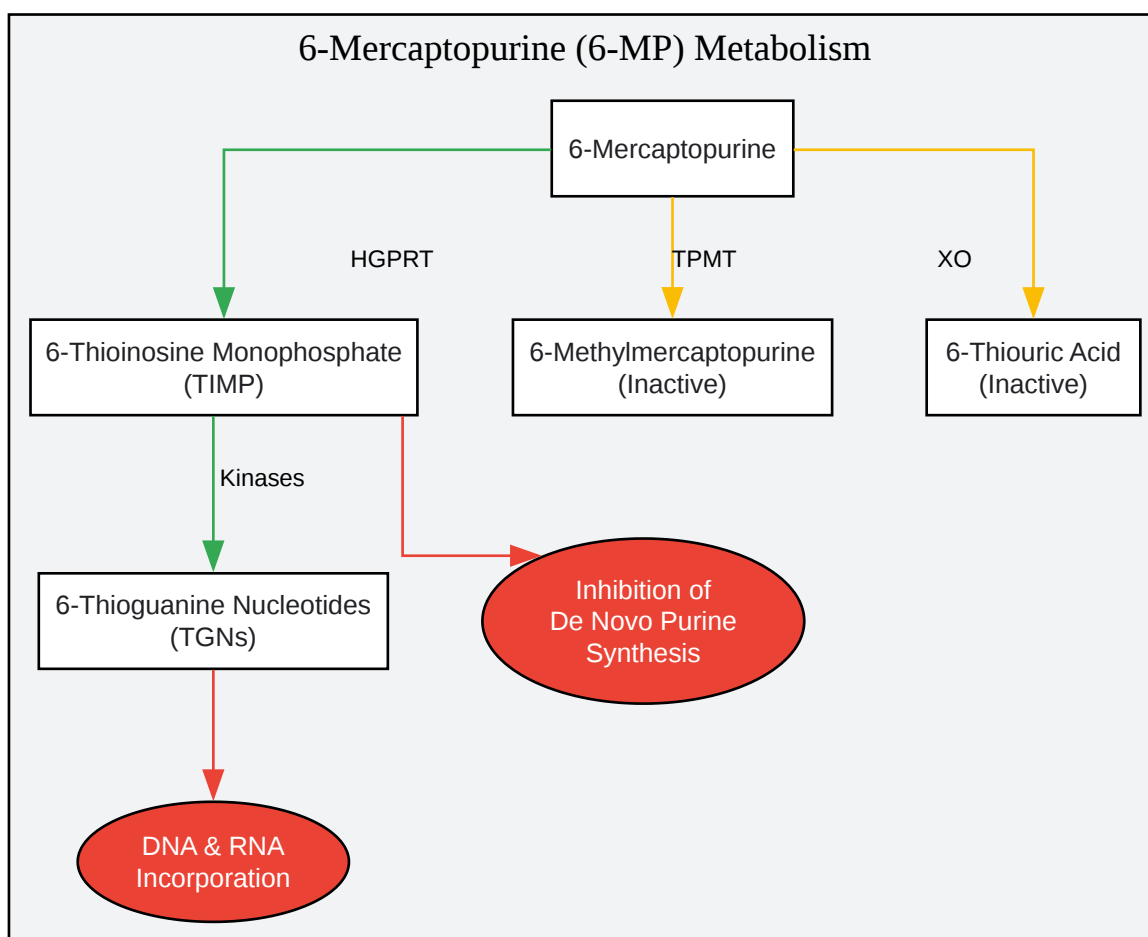 6-Mercaptopurine (6-MP) Metabolism
6-Mercaptopurine
HGPRT
TPMT
XO
6-Thioinosine Monophosphate
(TIMP)
6-Methylmercaptopurine
(Inactive)
6-Thiouric Acid
(Inactive)
Kinases
6-Thioguanine Nucleotides
(TGNs)
Inhibition of
De Novo Purine
Synthesis
DNA & RNA
Incorporation